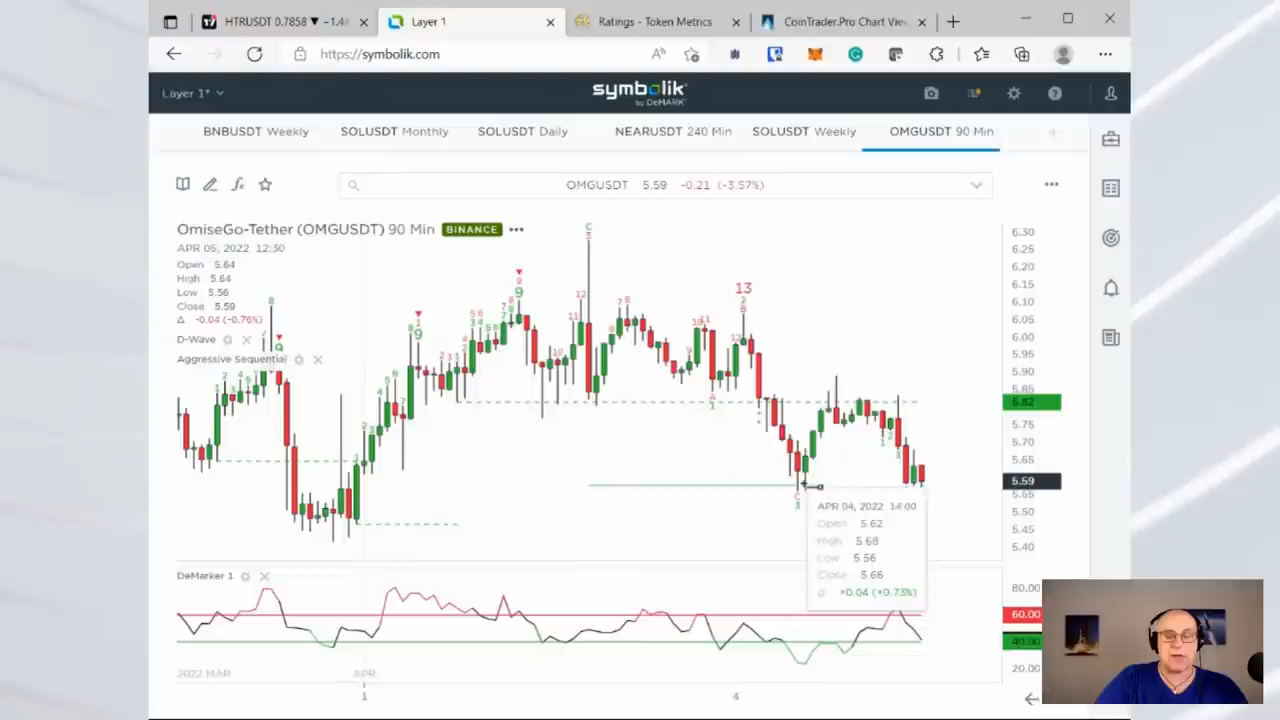 HTRUSDT 0.7858 ▼ −1.4
Layer 1
Ratings - Token Metrics
CoinTrader.Pro Chart View
https://symbolik.com
Layer 1*
symbolik
by DeMARK
BNBUSDT Weekly
SOLUSDT Monthly
SOLUSDT Daily
NEARUSDT 240 Min
SOLUSDT Weekly
OMGUSDT 90 Min
OMGUSDT 5.59 -0.21 (-3.57%)
OmiseGo-Tether (OMGUSDT) 90 Min BINANCE
APR 05, 2022 12:30
Open 5.64
High 5.64
Low 5.56
Close 5.59
Δ -0.04 (-0.76%)
D-Wave
Aggressive Sequential
13
6.30
6.25
6.20
6.15
6.10
6.05
6.00
5.95
5.90
5.85
5.82
5.75
5.70
5.65
5.59
5.55
5.50
5.45
5.40
APR 04, 2022 14:00
Open 5.62
High 5.68
Low 5.56
Close 5.66
Δ +0.04 (+0.73%)
DeMarker 1
80.00
60.00
40.00
20.00
2022 MAR
APR
1
4